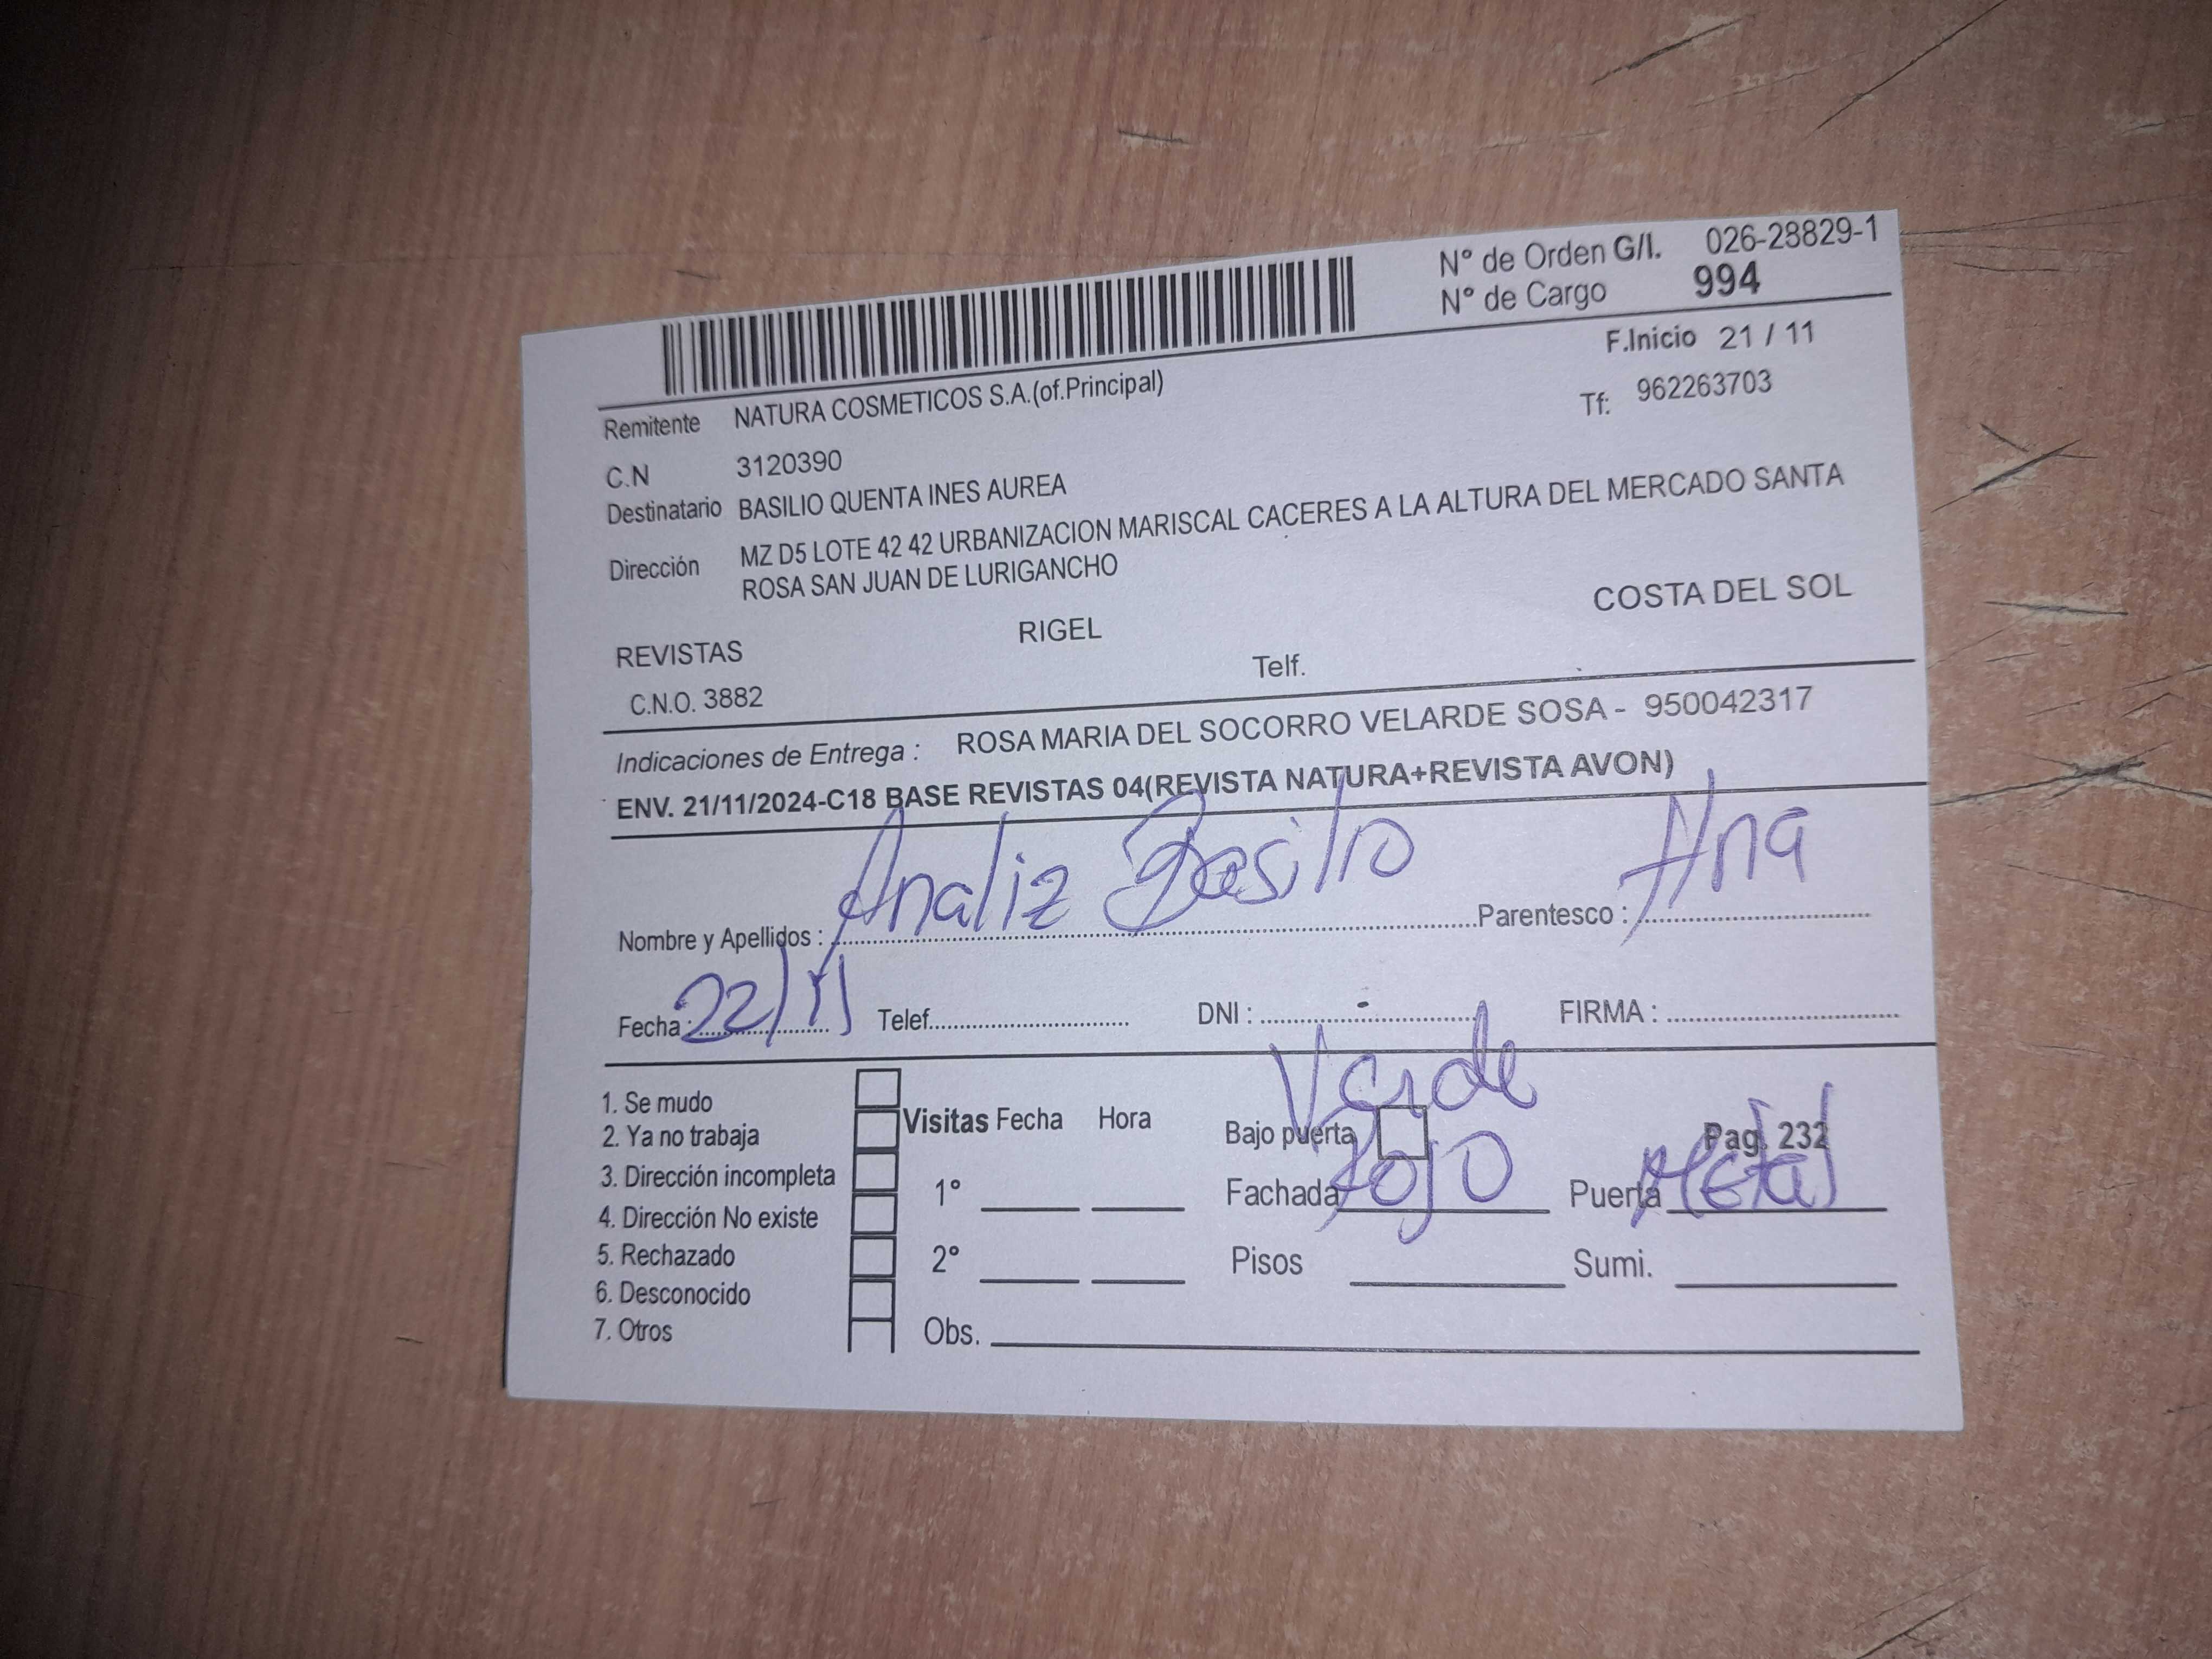 N° de Orden G/I. 026-28829-1
N° de Cargo 994
F.Inicio 21 / 11
Remitente NATURA COSMETICOS S.A.(of.Principal)
Tf: 962263703
C.N 3120390
Destinatario BASILIO QUENTA INES AUREA
Dirección MZ D5 LOTE 42 42 URBANIZACION MARISCAL CACERES A LA ALTURA DEL MERCADO SANTA
ROSA SAN JUAN DE LURIGANCHO
REVISTAS RIGEL COSTA DEL SOL
C.N.O. 3882 Telf.
Indicaciones de Entrega : ROSA MARIA DEL SOCORRO VELARDE SOSA - 950042317
ENV. 21/11/2024-C18 BASE REVISTAS 04(REVISTA NATURA+REVISTA AVON)
Nombre y Apellidos : Analiz Basilio Parentesco : Hna
Fecha : 22/11 Telef. DNI : FIRMA :
Verde
1. Se mudo
2. Ya no trabaja
3. Dirección incompleta
4. Dirección No existe
5. Rechazado
6. Desconocido
7. Otros
Visitas Fecha Hora
1°
2°
Obs.
Bajo puerta Pag. 232
Fachada Rojo Puerta Metal
Pisos Sumi.